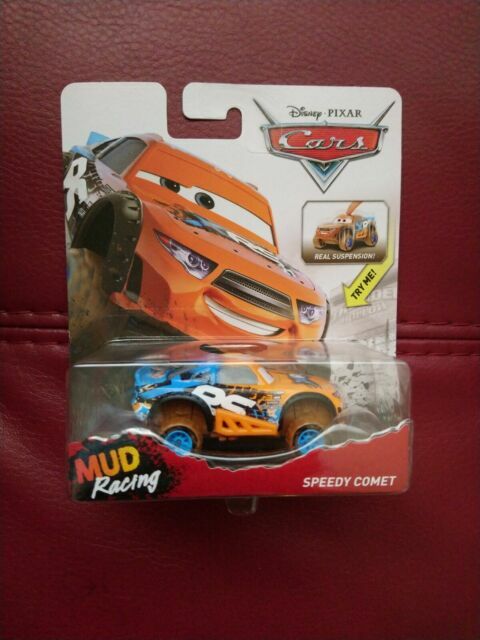 Disney · PIXAR
Cars
REAL SUSPENSION!
TRY ME!
MUD
Racing
SPEEDY COMET